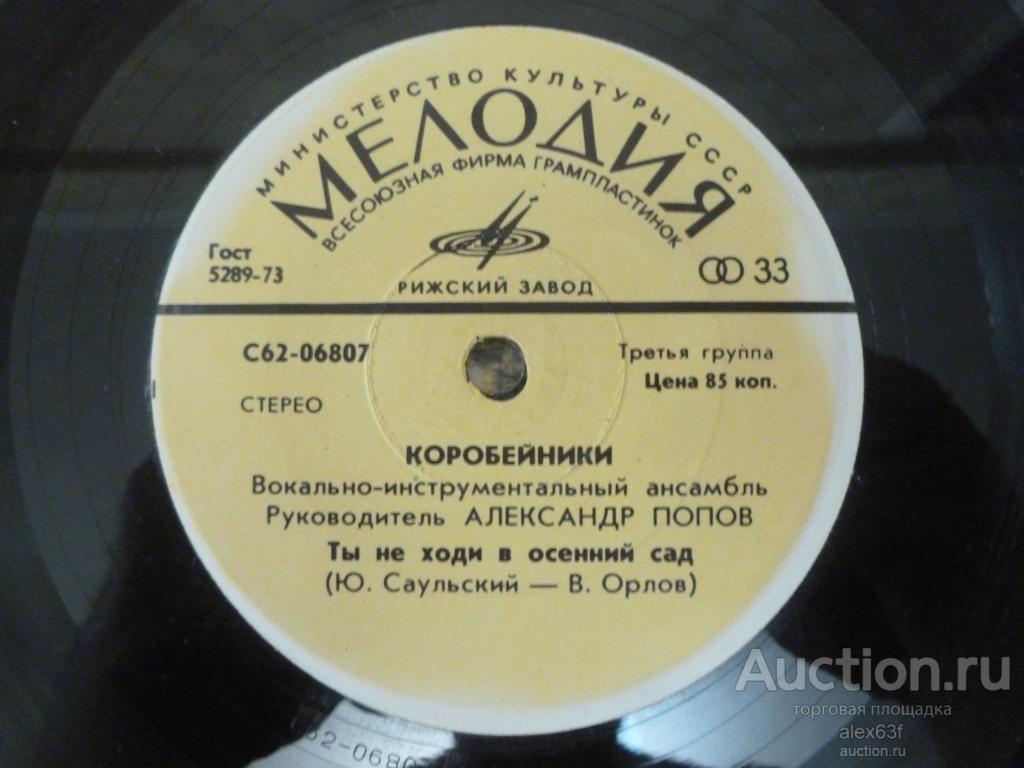 МИНИСТЕРСТВО КУЛЬТУРЫ СССР
МЕЛОДИЯ
ВСЕСОЮЗНАЯ ФИРМА ГРАМПЛАСТИНОК
Гост
5289-73
33
РИЖСКИЙ ЗАВОД
С62-06807
Третья группа
Цена 85 коп.
СТЕРЕО
КОРОБЕЙНИКИ
Вокально-инструментальный ансамбль
Руководитель АЛЕКСАНДР ПОПОВ
Ты не ходи в осенний сад
(Ю. Саульский — В. Орлов)
Auction.ru
торговая площадка
alex63f
auction.ru